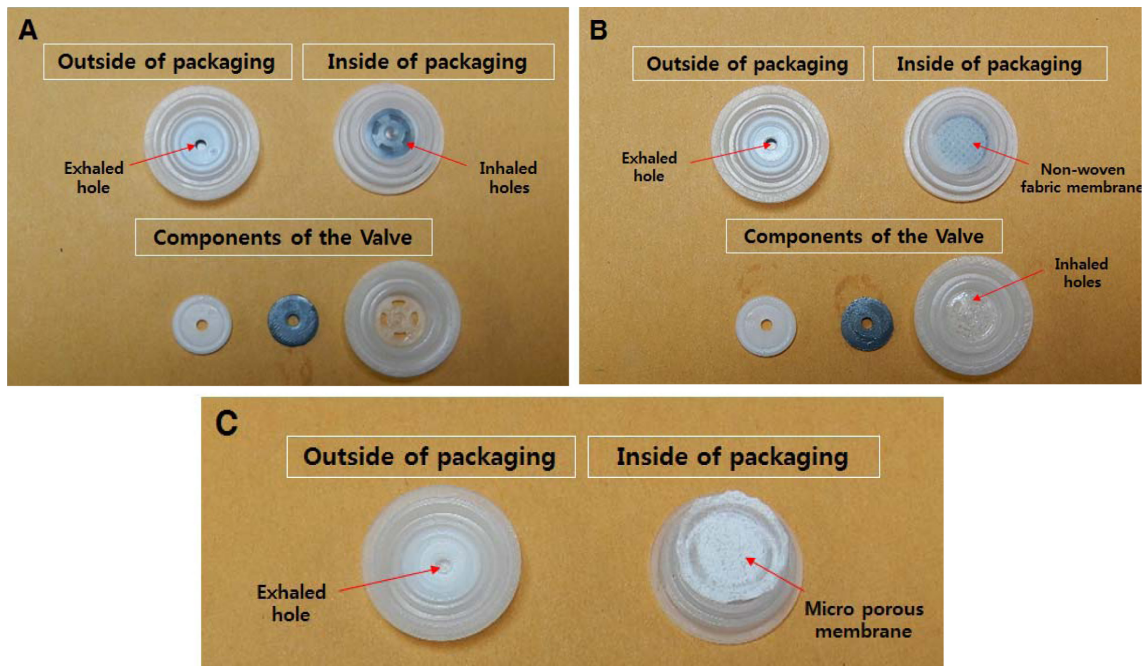 A
Outside of packaging
Inside of packaging
Exhaled
hole
Inhaled
holes
Components of the Valve
B
Outside of packaging
Inside of packaging
Exhaled
hole
Non-woven
fabric membrane
Components of the Valve
Inhaled
holes
C
Outside of packaging
Inside of packaging
Exhaled
hole
Micro porous
membrane